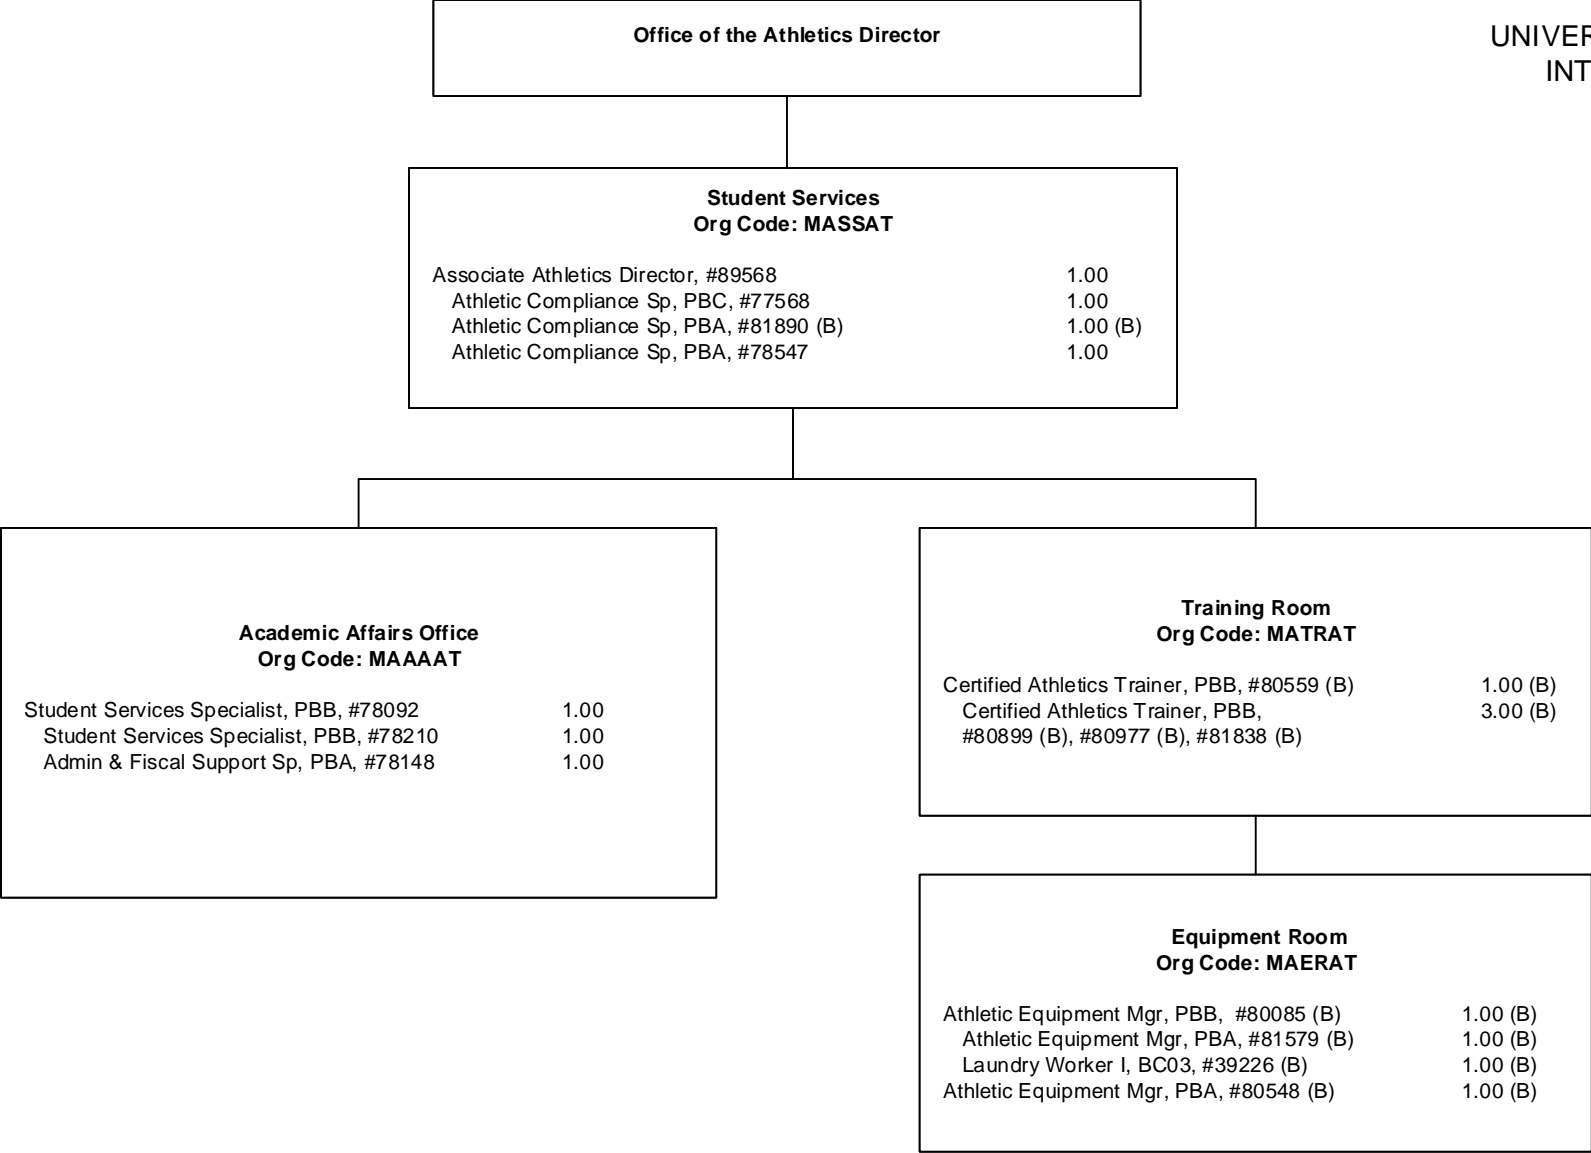 Office of the Athletics Director
UNIVER
INT
Student Services
Org Code: MASSAT
Associate Athletics Director, #89568 1.00
Athletic Compliance Sp, PBC, #77568 1.00
Athletic Compliance Sp, PBA, #81890 (B) 1.00 (B)
Athletic Compliance Sp, PBA, #78547 1.00
Academic Affairs Office
Org Code: MAAAAT
Student Services Specialist, PBB, #78092 1.00
Student Services Specialist, PBB, #78210 1.00
Admin & Fiscal Support Sp, PBA, #78148 1.00
Training Room
Org Code: MATRAT
Certified Athletics Trainer, PBB, #80559 (B) 1.00 (B)
Certified Athletics Trainer, PBB, 3.00 (B)
#80899 (B), #80977 (B), #81838 (B)
Equipment Room
Org Code: MAERAT
Athletic Equipment Mgr, PBB, #80085 (B) 1.00 (B)
Athletic Equipment Mgr, PBA, #81579 (B) 1.00 (B)
Laundry Worker I, BC03, #39226 (B) 1.00 (B)
Athletic Equipment Mgr, PBA, #80548 (B) 1.00 (B)